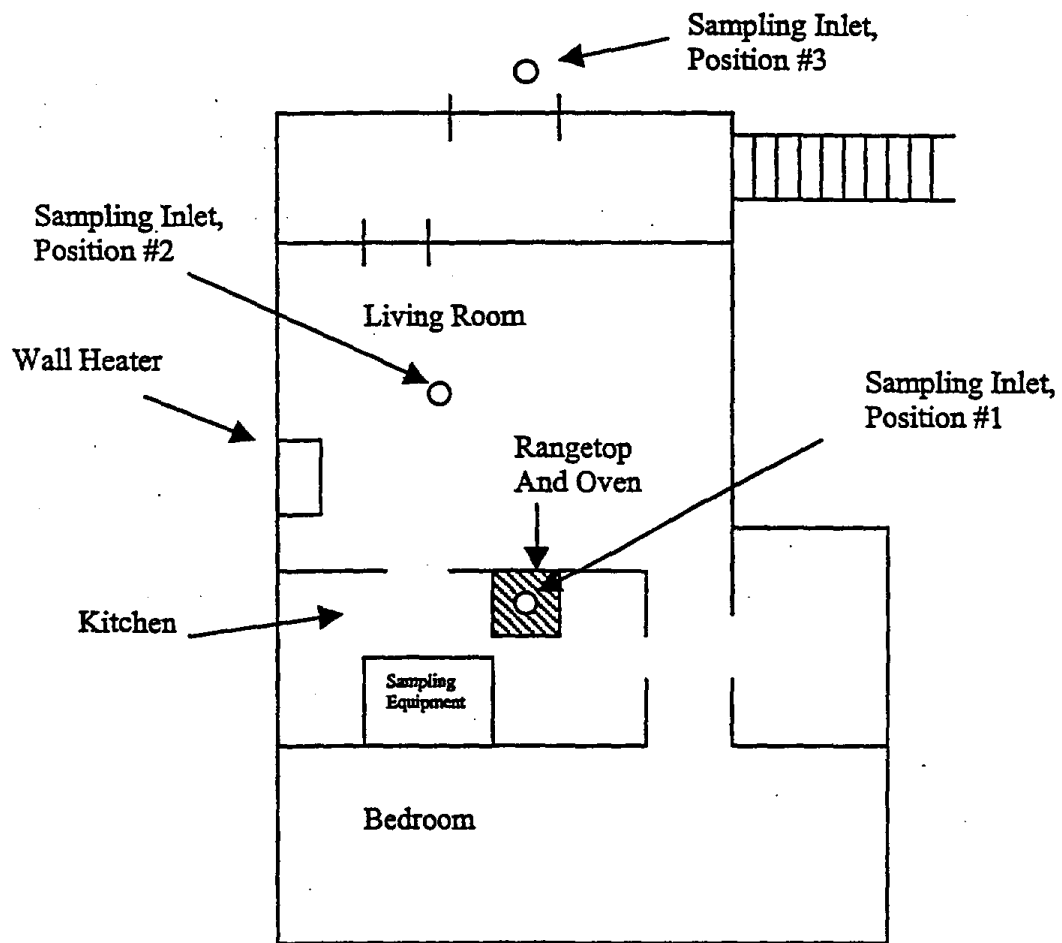 Sampling Inlet,
Position #3
Sampling Inlet,
Position #2
Living Room
Wall Heater
Sampling Inlet,
Position #1
Rangetop
And Oven
Kitchen
Sampling
Equipment
Bedroom